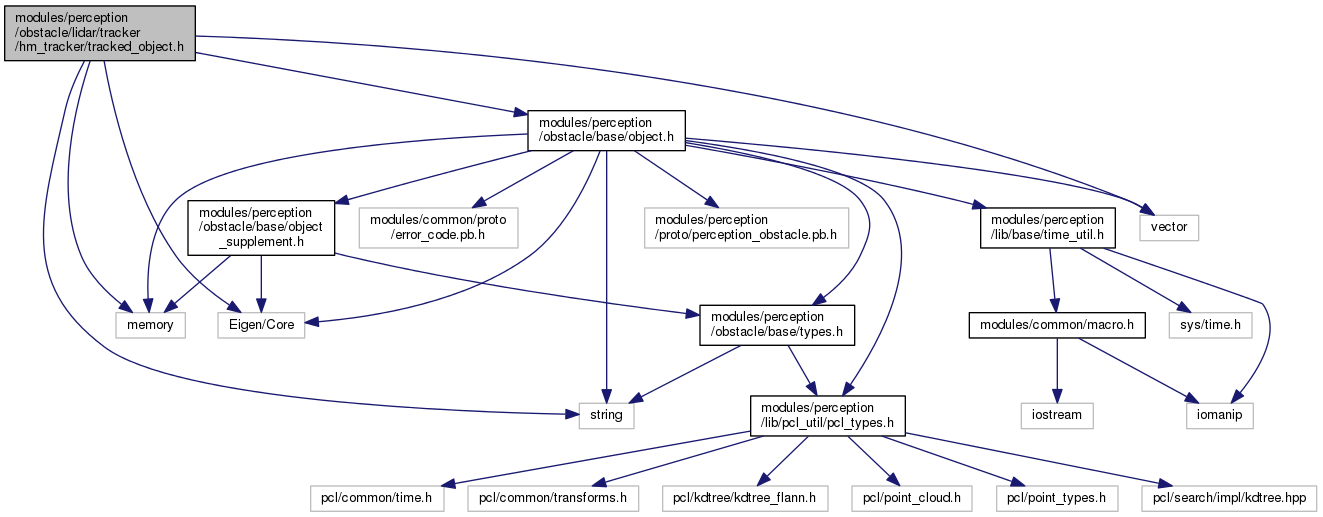 modules/perception
/obstacle/lidar/tracker
/hm_tracker/tracked_object.h
modules/perception
/obstacle/base/object.h
modules/perception
/obstacle/base/object
_supplement.h
modules/common/proto
/error_code.pb.h
modules/perception
/proto/perception_obstacle.pb.h
modules/perception
/lib/base/time_util.h
vector
memory
Eigen/Core
modules/perception
/obstacle/base/types.h
modules/common/macro.h
sys/time.h
string
modules/perception
/lib/pcl_util/pcl_types.h
iostream
iomanip
pcl/common/time.h
pcl/common/transforms.h
pcl/kdtree/kdtree_flann.h
pcl/point_cloud.h
pcl/point_types.h
pcl/search/impl/kdtree.hpp